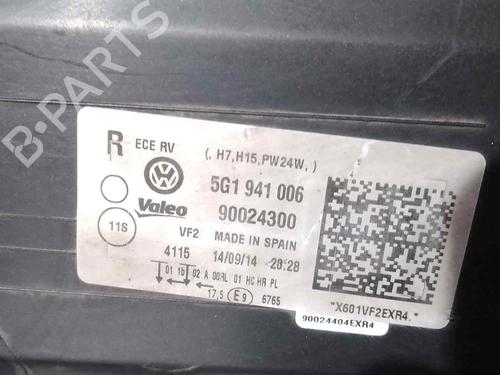 B-PARTS
R ECE RV (, H7,H15,PW24W,)
5G1 941 006
Valeo 90024300
11S VF2 MADE IN SPAIN
4115 14/09/14 - 20:28
01 1b 02 A 00RL 01 HC HR PL
17,5 E9 6765
"X601VF2EXR4."
90024404EXR4